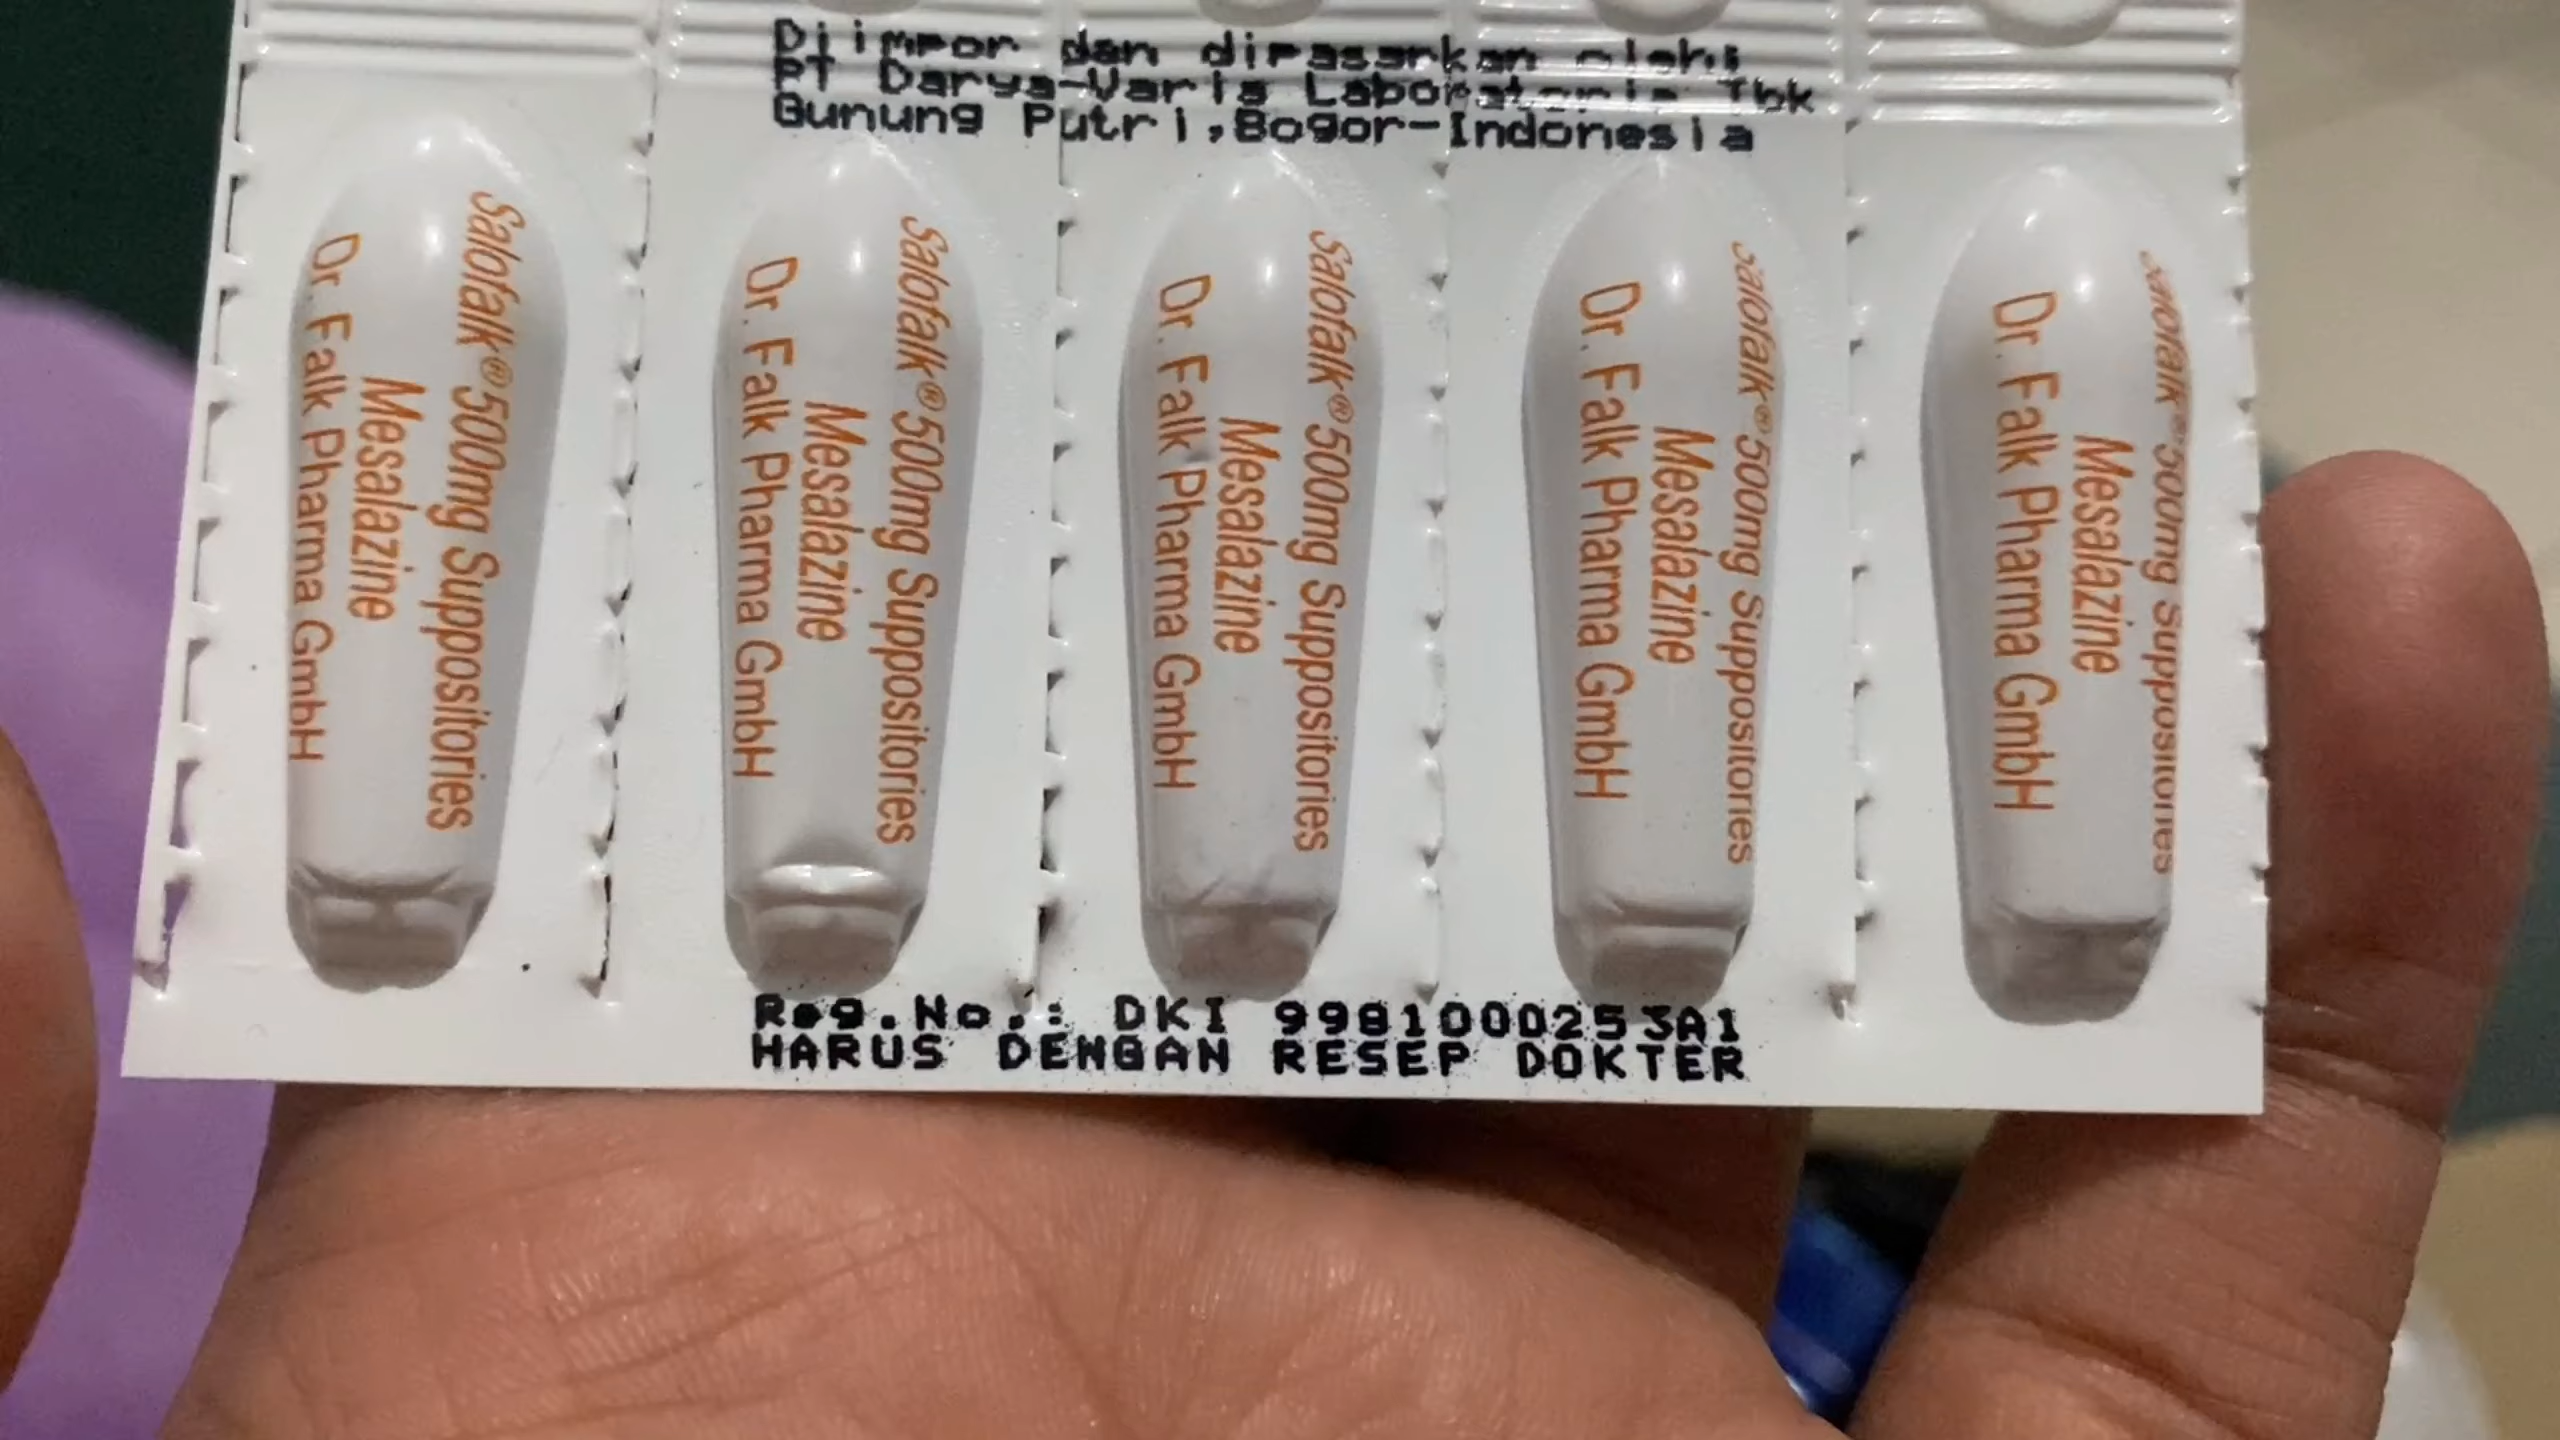 Diimpor dan dipasarkan oleh:
PT Darya-Varia Laboratoria Tbk
Gunung Putri,Bogor-Indonesia
Salofalk® 500mg Suppositories
Mesalazine
Dr. Falk Pharma GmbH
Salofalk® 500mg Suppositories
Mesalazine
Dr. Falk Pharma GmbH
Salofalk® 500mg Suppositories
Mesalazine
Dr. Falk Pharma GmbH
Salofalk® 500mg Suppositories
Mesalazine
Dr. Falk Pharma GmbH
Salofalk® 500mg Suppositories
Mesalazine
Dr. Falk Pharma GmbH
Reg.No.: DKI 9981000253A1
HARUS DENGAN RESEP DOKTER